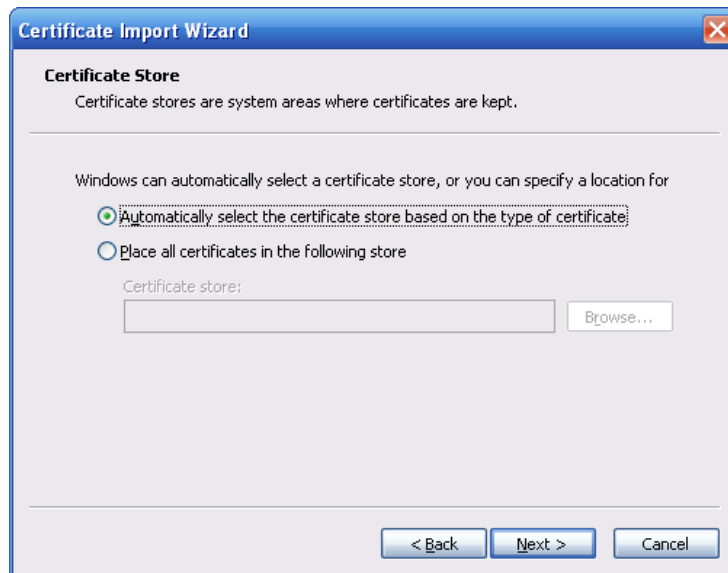 Certificate Import Wizard
Certificate Store
Certificate stores are system areas where certificates are kept.
Windows can automatically select a certificate store, or you can specify a location for
Automatically select the certificate store based on the type of certificate
Place all certificates in the following store
Certificate store:
Browse...
< Back
Next >
Cancel